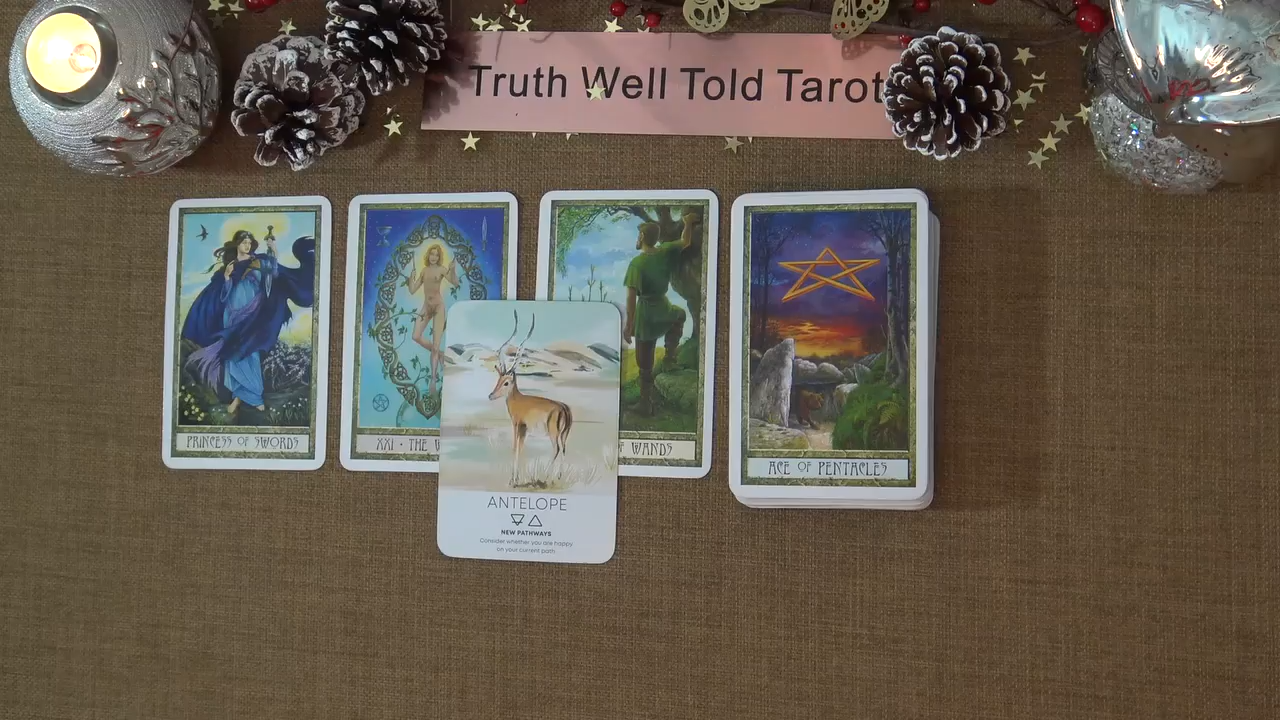 Truth Well Told Tarot
PRINCESS OF SWORDS
XXI • THE
F WANDS
ACE OF PENTACLES
ANTELOPE
NEW PATHWAYS
Consider whether you are happy
on your current path